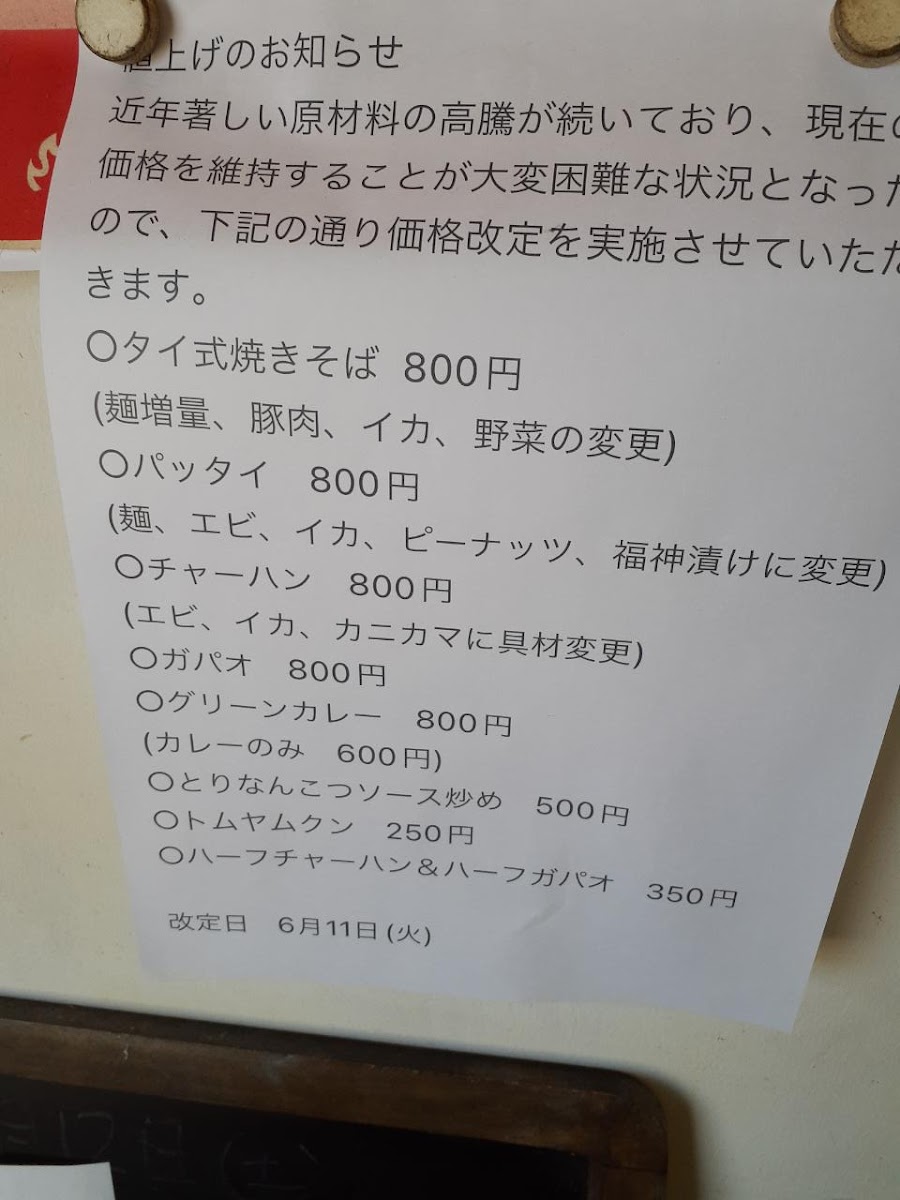 値上げのお知らせ
近年著しい原材料の高騰が続いており、現在の
価格を維持することが大変困難な状況となった
ので、下記の通り価格改定を実施させていただ
きます。
〇タイ式焼きそば 800円
(麺増量、豚肉、イカ、野菜の変更)
〇パッタイ 800円
(麺、エビ、イカ、ピーナッツ、福神漬けに変更)
〇チャーハン 800円
(エビ、イカ、カニカマに具材変更)
〇ガパオ 800円
〇グリーンカレー 800円
(カレーのみ 600円)
〇とりなんこつソース炒め 500円
〇トムヤムクン 250円
〇ハーフチャーハン&ハーフガパオ 350円
改定日 6月11日(火)